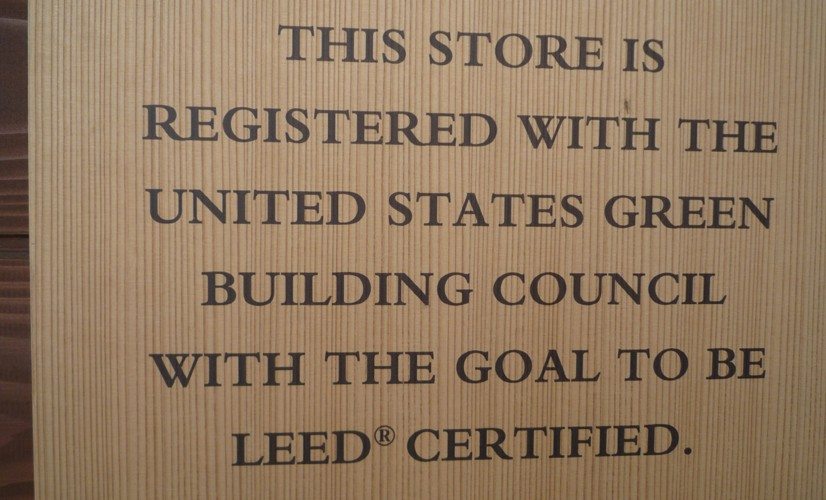 THIS STORE IS
REGISTERED WITH THE
UNITED STATES GREEN
BUILDING COUNCIL
WITH THE GOAL TO BE
LEED® CERTIFIED.